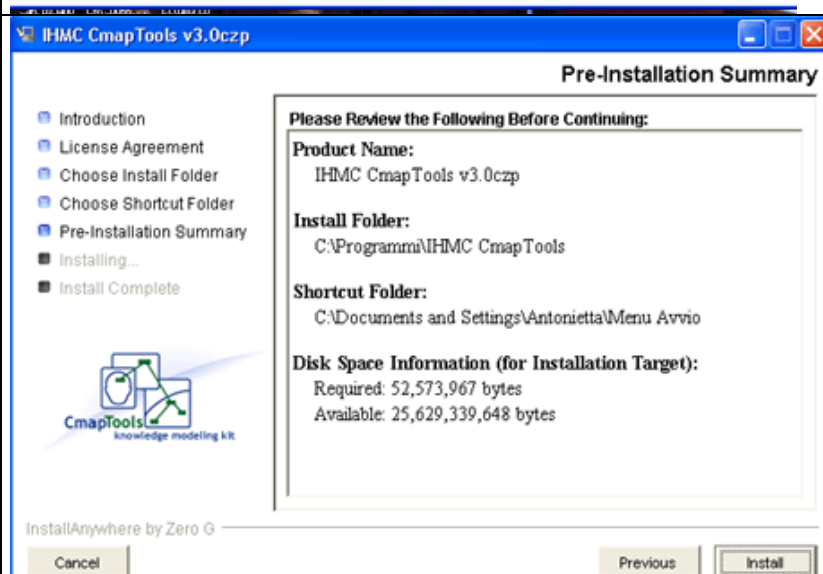 IHMC CmapTools v3.0czp
Pre-Installation Summary
Introduction
License Agreement
Choose Install Folder
Choose Shortcut Folder
Pre-Installation Summary
Installing...
Install Complete
CmapTools
knowledge modeling kit
Please Review the Following Before Continuing:
Product Name:
IHMC CmapTools v3.0czp
Install Folder:
C:\Programmi\IHMC CmapTools
Shortcut Folder:
C:\Documents and Settings\Antonietta\Menu Avvio
Disk Space Information (for Installation Target):
Required: 52,573,967 bytes
Available: 25,629,339,648 bytes
InstallAnywhere by Zero G
Cancel
Previous
Install